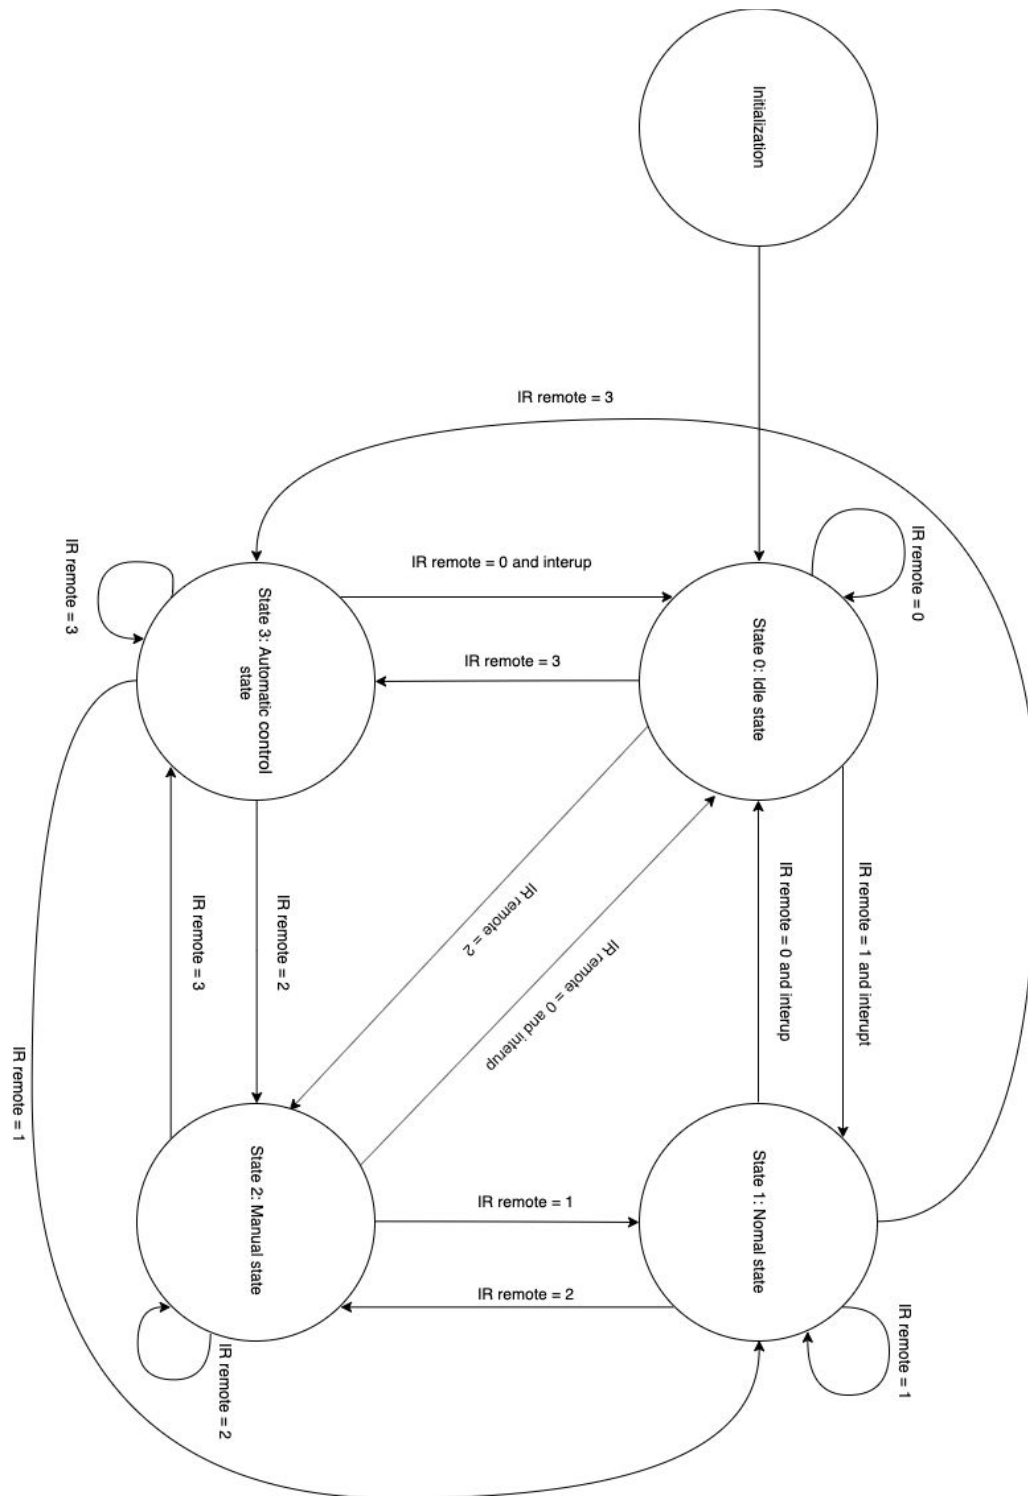 Initialization
IR remote = 3
IR remote = 0
IR remote = 3
IR remote = 0 and interup
State 3: Automatic control
state
State 0: Idle state
IR remote = 3
IR remote = 2
IR remote = 0 and interup
IR remote = 3
IR remote = 2
IR remote = 0 and interup
IR remote = 1 and interupt
IR remote = 1
State 2: Manual state
State 1: Nomal state
IR remote = 1
IR remote = 2
IR remote = 2
IR remote = 1